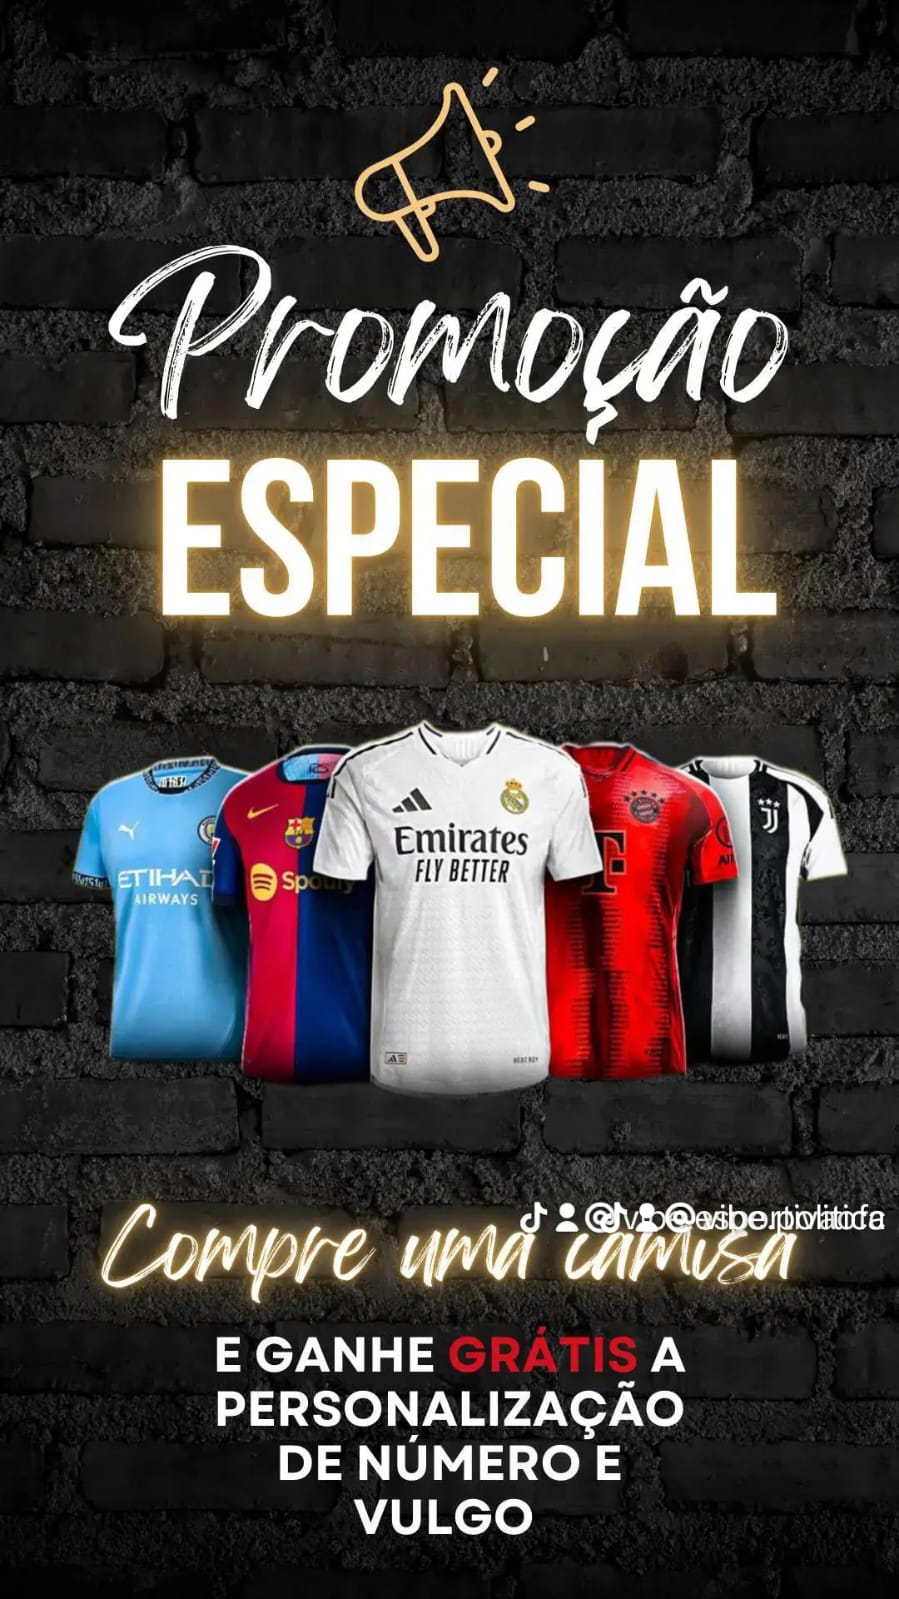 Promoção
ESPECIAL
ETIHAD
AIRWAYS
Spotify
Emirates
FLY BETTER
T
Compre uma camisa
E GANHE GRÁTIS A
PERSONALIZAÇÃO
DE NÚMERO E
VULGO